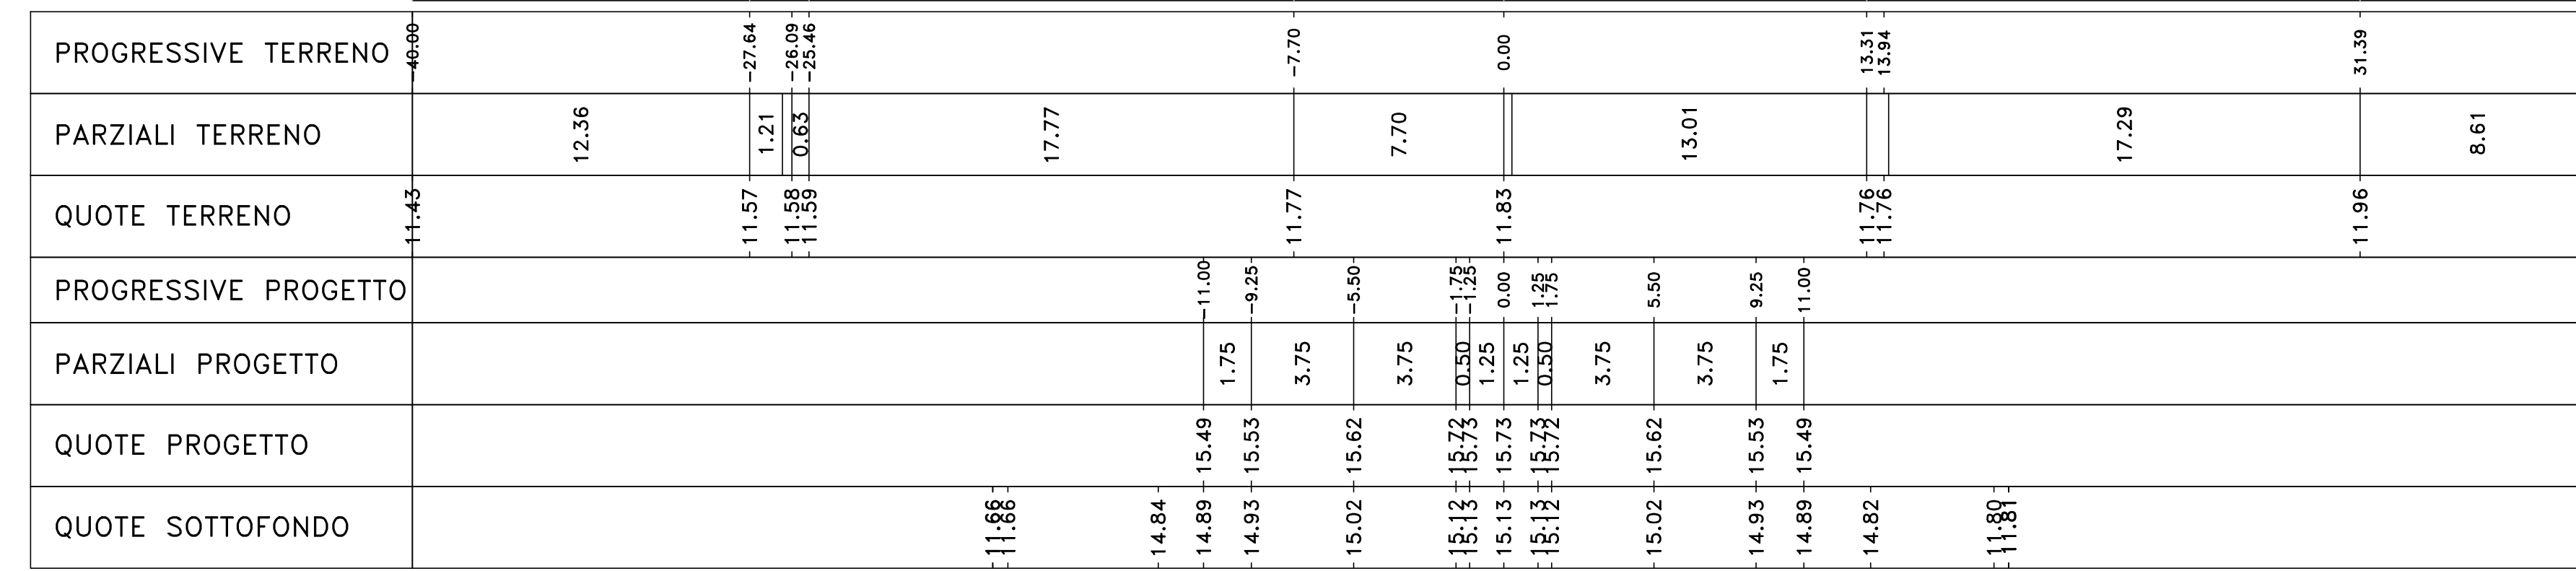 PROGRESSIVE TERRENO -40.00 -27.64 -26.09 -25.46 -7.70 0.00 13.31 13.94 31.39
PARZIALI TERRENO 12.36 1.21 0.63 17.77 7.70 13.01 17.29 8.61
QUOTE TERRENO 11.43 11.57 11.58 11.59 11.77 11.83 11.76 11.76 11.96
PROGRESSIVE PROGETTO -11.00 -9.25 -5.50 -1.75 -1.25 0.00 1.25 1.75 5.50 9.25 11.00
PARZIALI PROGETTO 1.75 3.75 3.75 0.50 1.25 1.25 0.50 3.75 3.75 1.75
QUOTE PROGETTO 15.49 15.53 15.62 15.72 15.73 15.73 15.73 15.72 15.62 15.53 15.49
QUOTE SOTTOFONDO 11.66 11.66 14.84 14.89 14.93 15.02 15.12 15.13 15.13 15.13 15.12 15.02 14.93 14.89 14.82 11.80 11.81